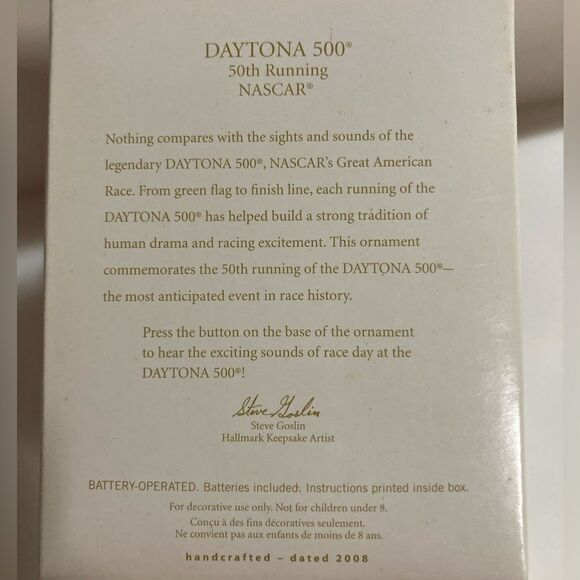 DAYTONA 500®
50th Running
NASCAR®
Nothing compares with the sights and sounds of the
legendary DAYTONA 500®, NASCAR's Great American
Race. From green flag to finish line, each running of the
DAYTONA 500® has helped build a strong tradition of
human drama and racing excitement. This ornament
commemorates the 50th running of the DAYTONA 500®—
the most anticipated event in race history.
Press the button on the base of the ornament
to hear the exciting sounds of race day at the
DAYTONA 500®!
Steve Goslin
Steve Goslin
Hallmark Keepsake Artist
BATTERY-OPERATED. Batteries included. Instructions printed inside box.
For decorative use only. Not for children under 8.
Conçu à des fins décoratives seulement.
Ne convient pas aux enfants de moins de 8 ans.
handcrafted – dated 2008